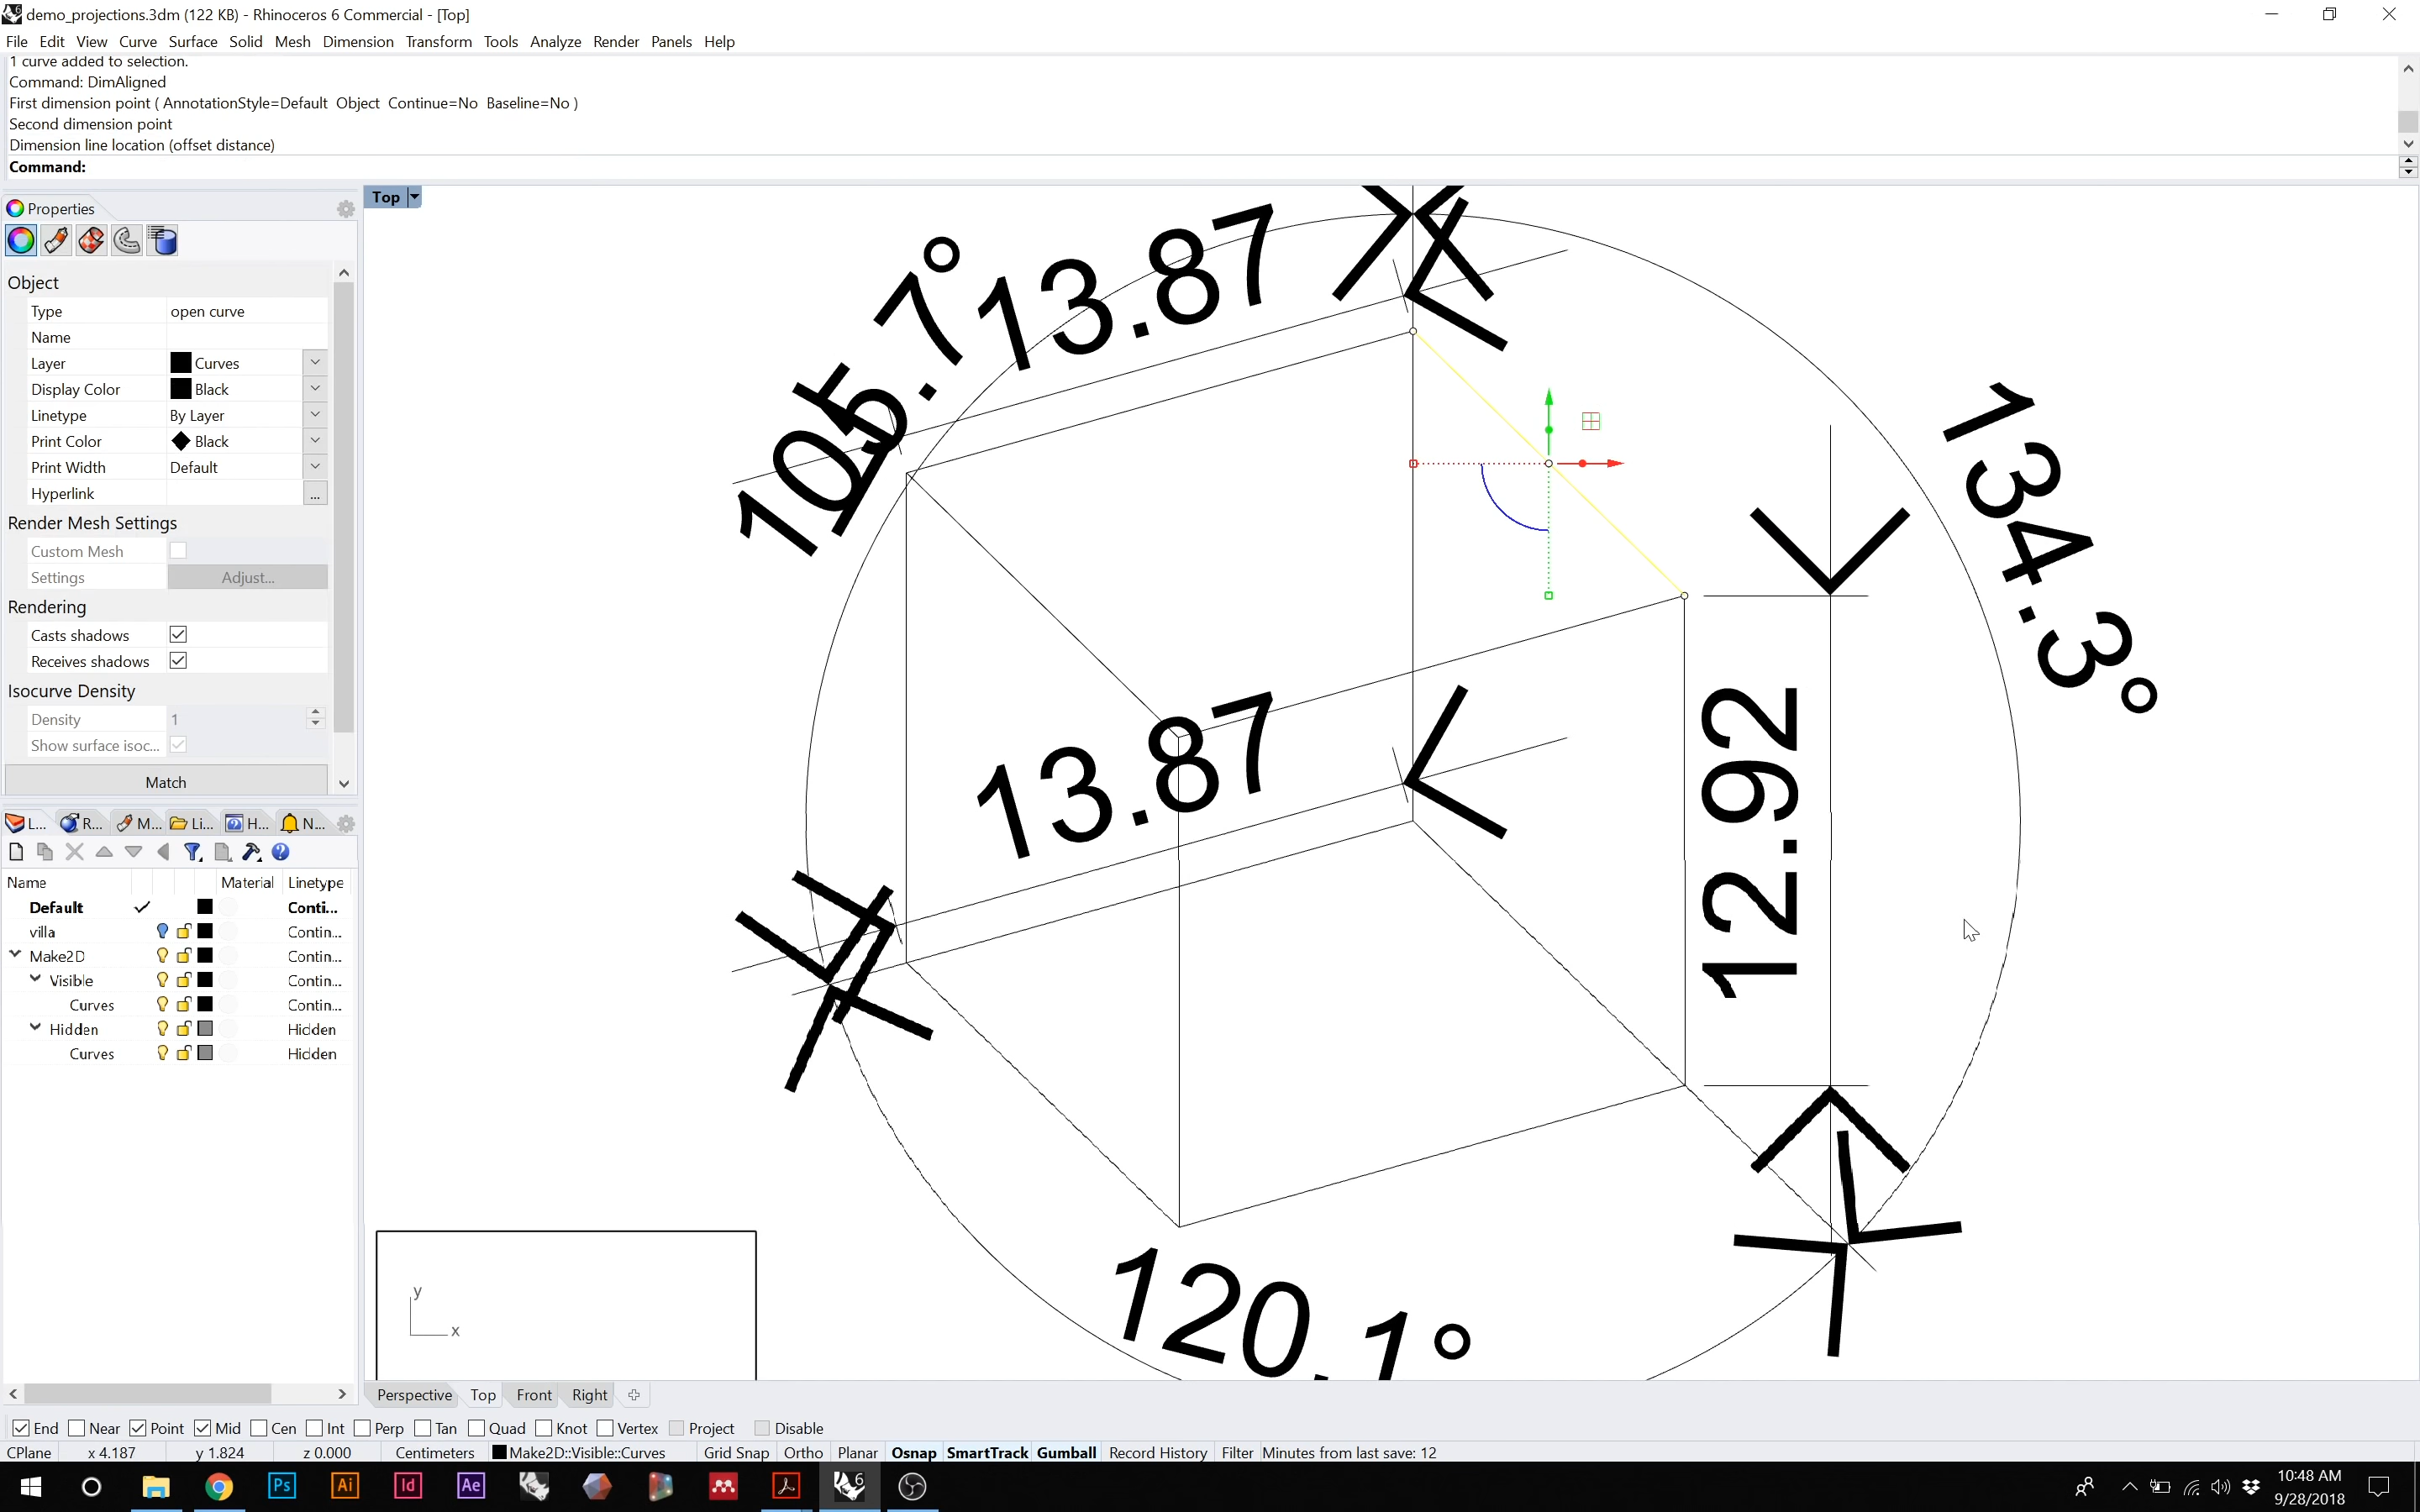 demo_projections.3dm (122 KB) - Rhinoceros 6 Commercial - [Top]
File Edit View Curve Surface Solid Mesh Dimension Transform Tools Analyze Render Panels Help
1 curve added to selection.
Command: DimAligned
First dimension point ( AnnotationStyle=Default Object Continue=No Baseline=No )
Second dimension point
Dimension line location (offset distance)
Command:
Properties
Object
Type open curve
Name
Layer Curves
Display Color Black
Linetype By Layer
Print Color Black
Print Width Default
Hyperlink ...
Render Mesh Settings
Custom Mesh
Settings Adjust...
Rendering
Casts shadows
Receives shadows
Isocurve Density
Density 1
Show surface isoc...
Match
L... R... M... Li... H... N...
Name Material Linetype
Default Conti...
villa Contin...
Make2D Contin...
Visible Contin...
Curves Contin...
Hidden Hidden
Curves Hidden
Top
105.7°
13.87
134.3°
13.87
12.92
120.1°
y
x
Perspective Top Front Right
End Near Point Mid Cen Int Perp Tan Quad Knot Vertex Project Disable
CPlane x 4.187 y 1.824 z 0.000 Centimeters Make2D::Visible::Curves Grid Snap Ortho Planar Osnap SmartTrack Gumball Record History Filter Minutes from last save: 12
Ps Ai Id Ae 6
10:48 AM
9/28/2018